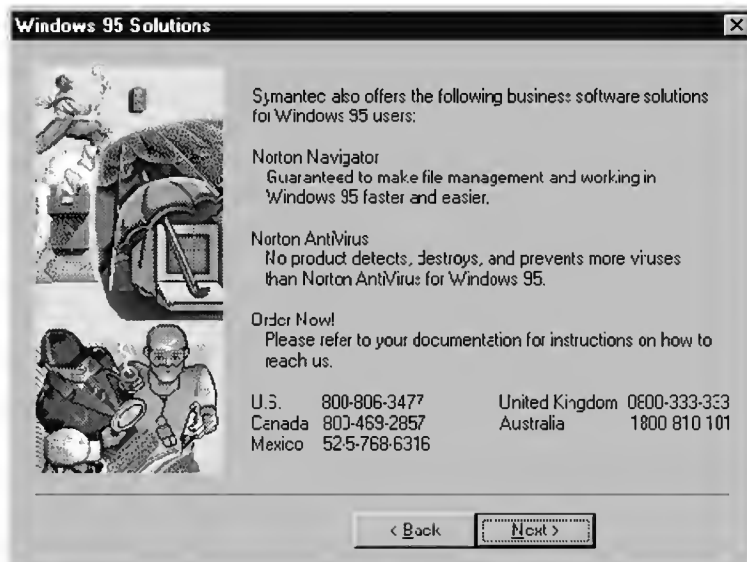 Windows 95 Solutions
Symantec also offers the following business software solutions
for Windows 95 users:
Norton Navigator
Guaranteed to make file management and working in
Windows 95 faster and easier.
Norton AntiVirus
No product detects, destroys, and prevents more viruses
than Norton AntiVirus for Windows 95.
Order Now!
Please refer to your documentation for instructions on how to
reach us.
U.S. 800-806-3477 United Kingdom 0800-333-333
Canada 800-469-2857 Australia 1800 810 101
Mexico 52-5-768-6316
< Back Next >